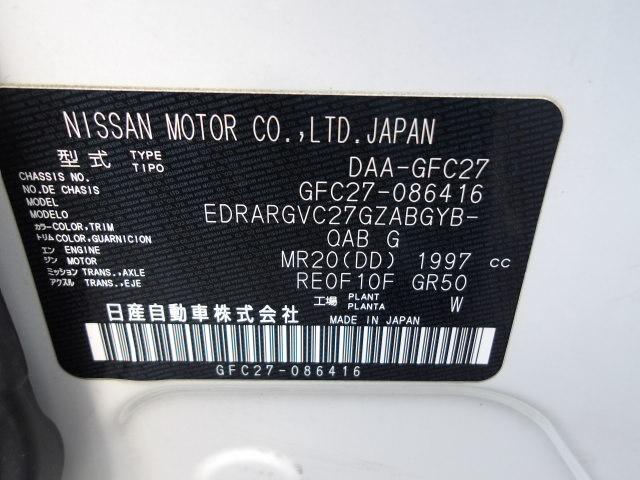 NISSAN MOTOR CO.,LTD.JAPAN
型式 TYPE TIPO DAA-GFC27
CHASSIS NO.
NO.DE CHASIS GFC27-086416
MODEL
MODELO EDRARGVC27GZABGYB-
カラー COLOR,TRIM
トリム COLOR,GUARNICION QAB G
エン ENGINE
ジン MOTOR MR20(DD) 1997 cc
ミッション TRANS.,AXLE
アクスル TRANS.,EJE RE0F10F GR50
工場 PLANT PLANTA W
日産自動車株式会社 MADE IN JAPAN
GFC27-086416